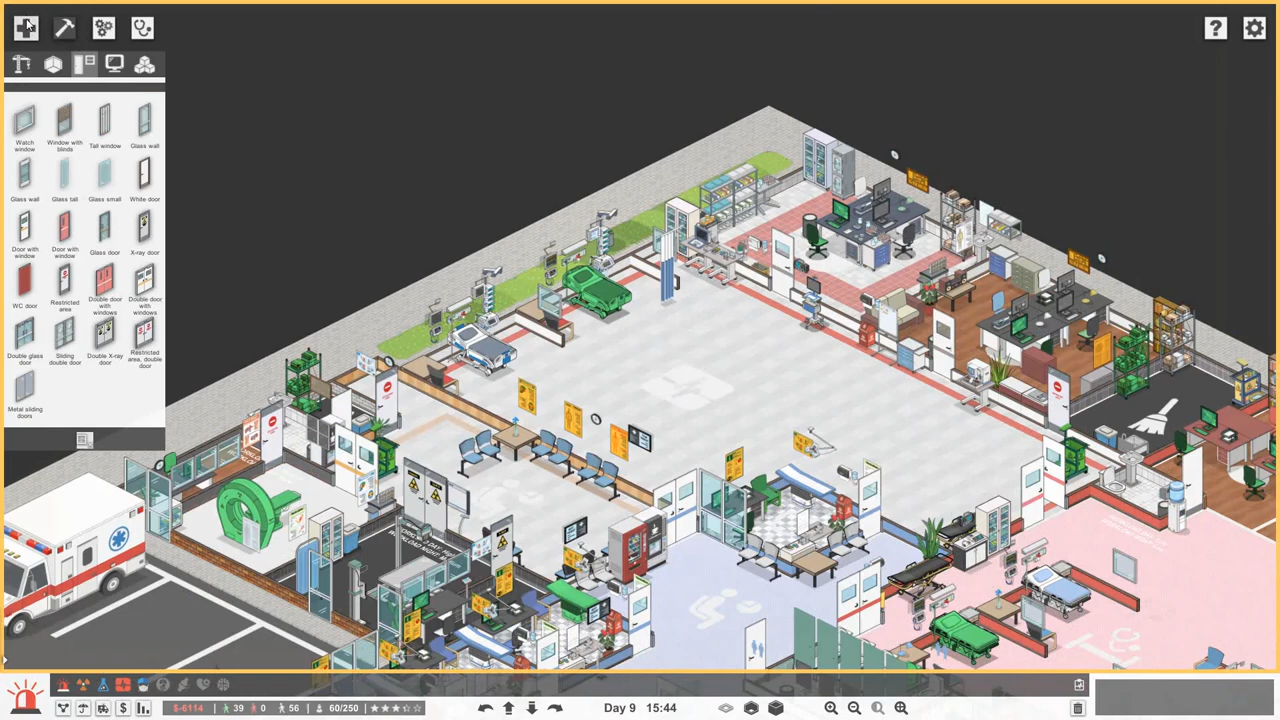 ?
Watch window
Window with blinds
Tall window
Glass wall
Glass wall
Glass tall
Glass small
White door
Door with window
Door with window
Glass door
X-ray door
WC door
Restricted area
Double door with windows
Double door with windows
Double glass door
Sliding double door
Double X-ray door
Restricted area, double door
Metal sliding doors
$-6114
39
0
56
60/250
Day 9 15:44